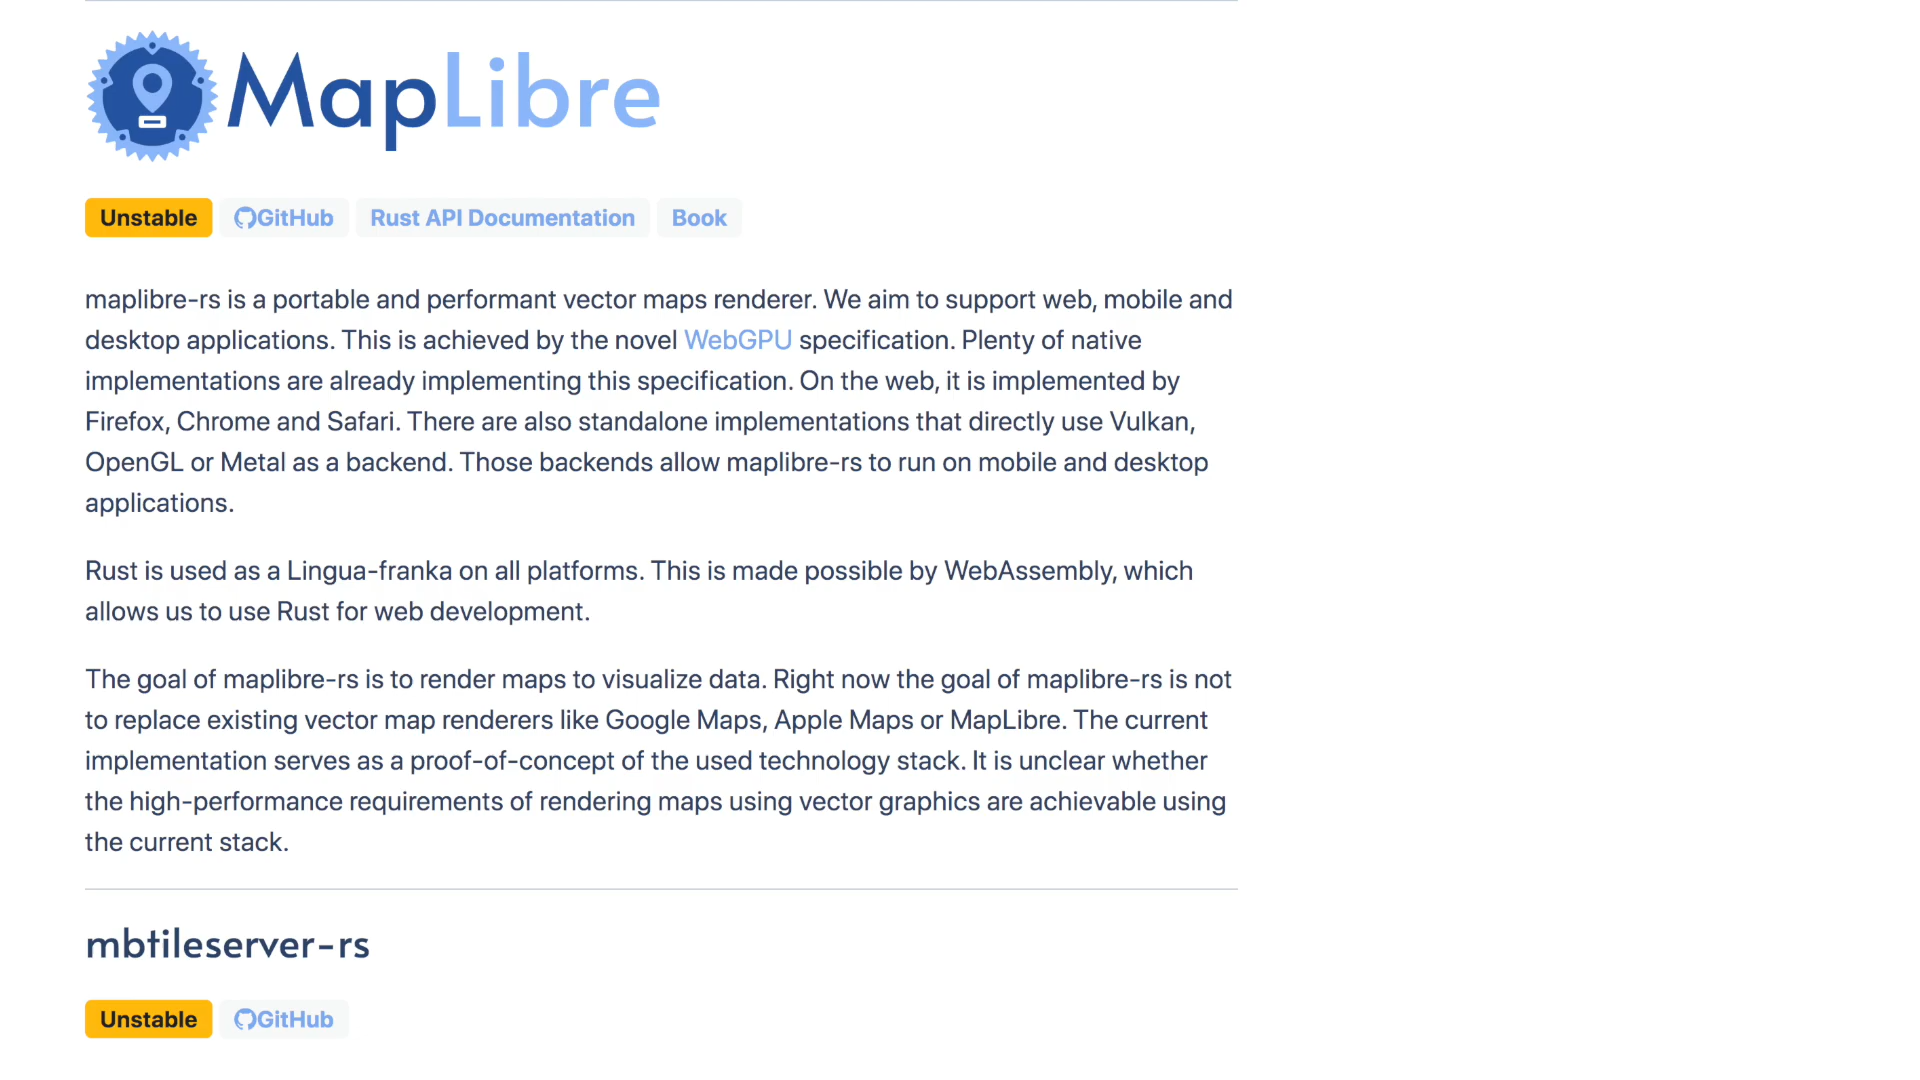 MapLibre
Unstable GitHub Rust API Documentation Book
maplibre-rs is a portable and performant vector maps renderer. We aim to support web, mobile and
desktop applications. This is achieved by the novel WebGPU specification. Plenty of native
implementations are already implementing this specification. On the web, it is implemented by
Firefox, Chrome and Safari. There are also standalone implementations that directly use Vulkan,
OpenGL or Metal as a backend. Those backends allow maplibre-rs to run on mobile and desktop
applications.
Rust is used as a Lingua-franka on all platforms. This is made possible by WebAssembly, which
allows us to use Rust for web development.
The goal of maplibre-rs is to render maps to visualize data. Right now the goal of maplibre-rs is not
to replace existing vector map renderers like Google Maps, Apple Maps or MapLibre. The current
implementation serves as a proof-of-concept of the used technology stack. It is unclear whether
the high-performance requirements of rendering maps using vector graphics are achievable using
the current stack.
mbtileserver-rs
Unstable GitHub